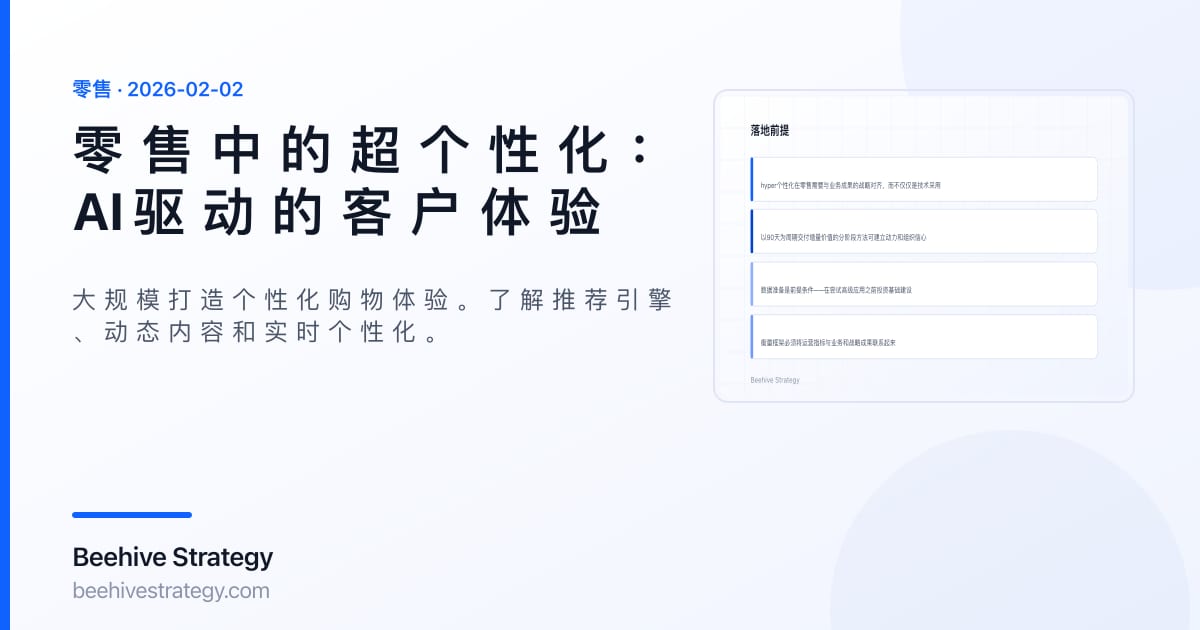 零售 · 2026-02-02
零售中的超个性化：
AI驱动的客户体验
大规模打造个性化购物体验。了解推荐引擎
、动态内容和实时个性化。
落地前提
hyper个性化在零售需要与业务成果的战略对齐，而不仅仅是技术采用
以90天为周期交付增量价值的分阶段方法可建立动力和组织信心
数据准备是前提条件——在尝试高级应用之前投资基础建设
衡量框架必须将运营指标与业务和战略成果联系起来
Beehive Strategy
Beehive Strategy
beehivestrategy.com